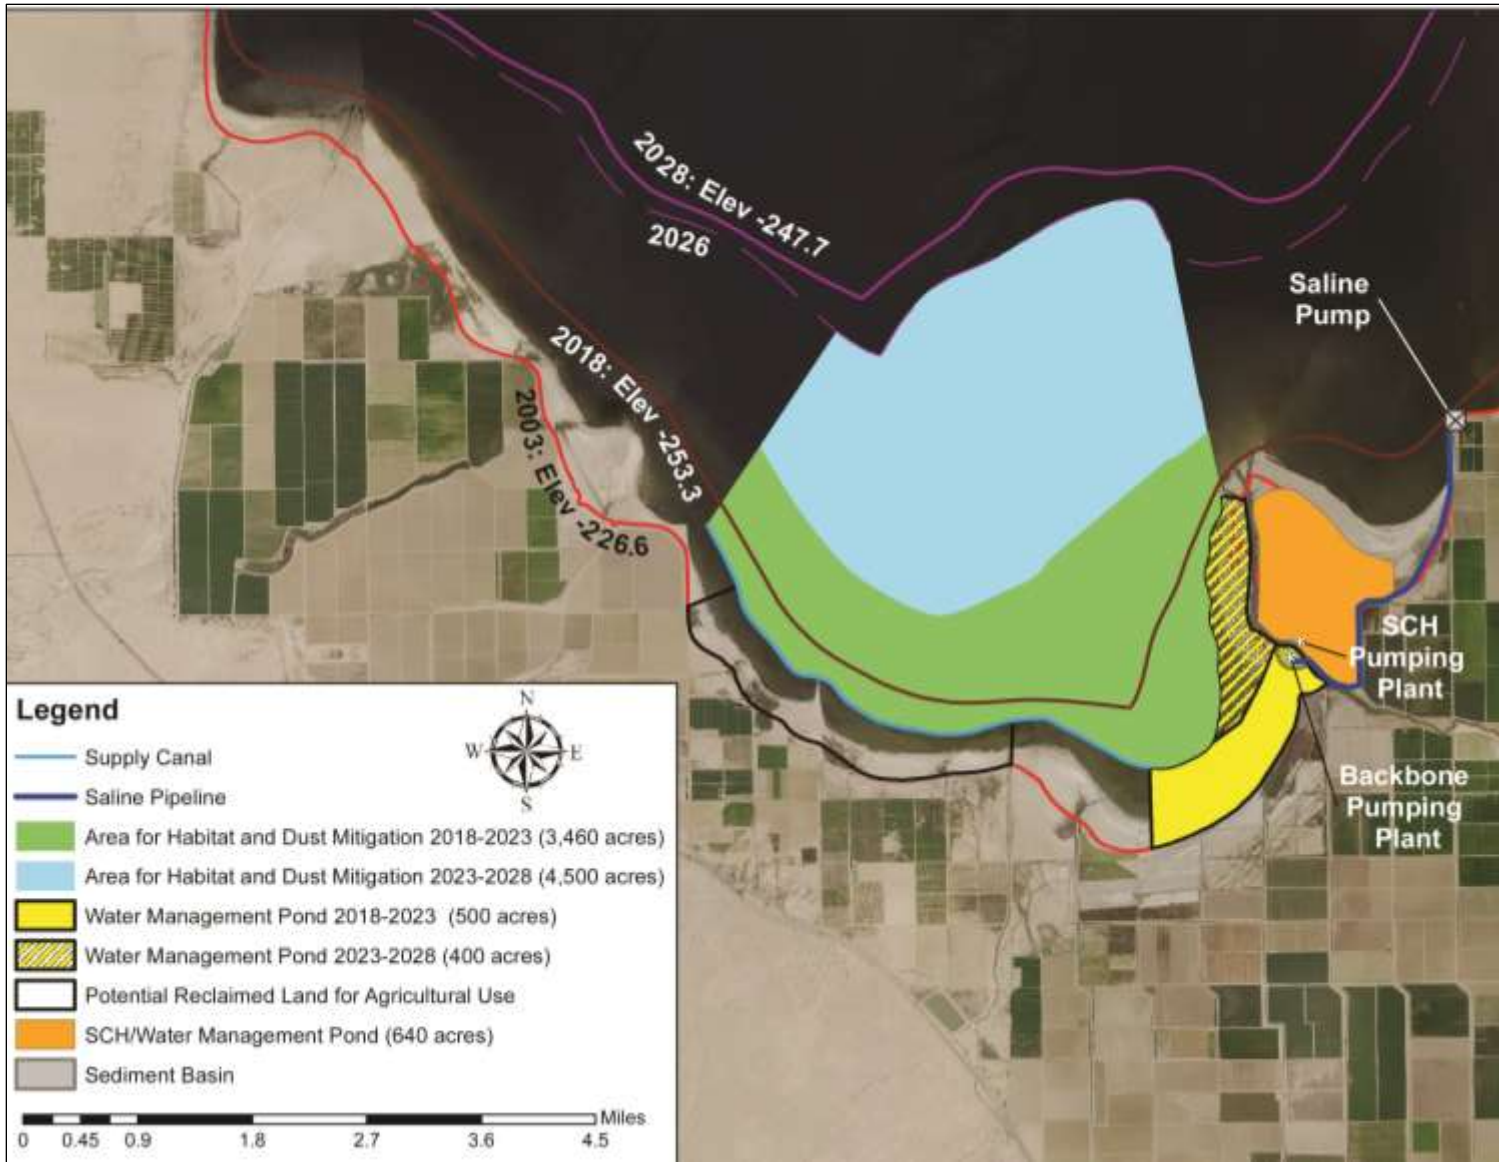 2028: Elev -247.7
2026
Saline
Pump
2018: Elev -253.3
2003: Elev -226.6
SCH
Pumping
Plant
Backbone
Pumping
Plant
Legend
N
W
E
S
Supply Canal
Saline Pipeline
Area for Habitat and Dust Mitigation 2018-2023 (3,460 acres)
Area for Habitat and Dust Mitigation 2023-2028 (4,500 acres)
Water Management Pond 2018-2023 (500 acres)
Water Management Pond 2023-2028 (400 acres)
Potential Reclaimed Land for Agricultural Use
SCH/Water Management Pond (640 acres)
Sediment Basin
Miles
0 0.45 0.9 1.8 2.7 3.6 4.5